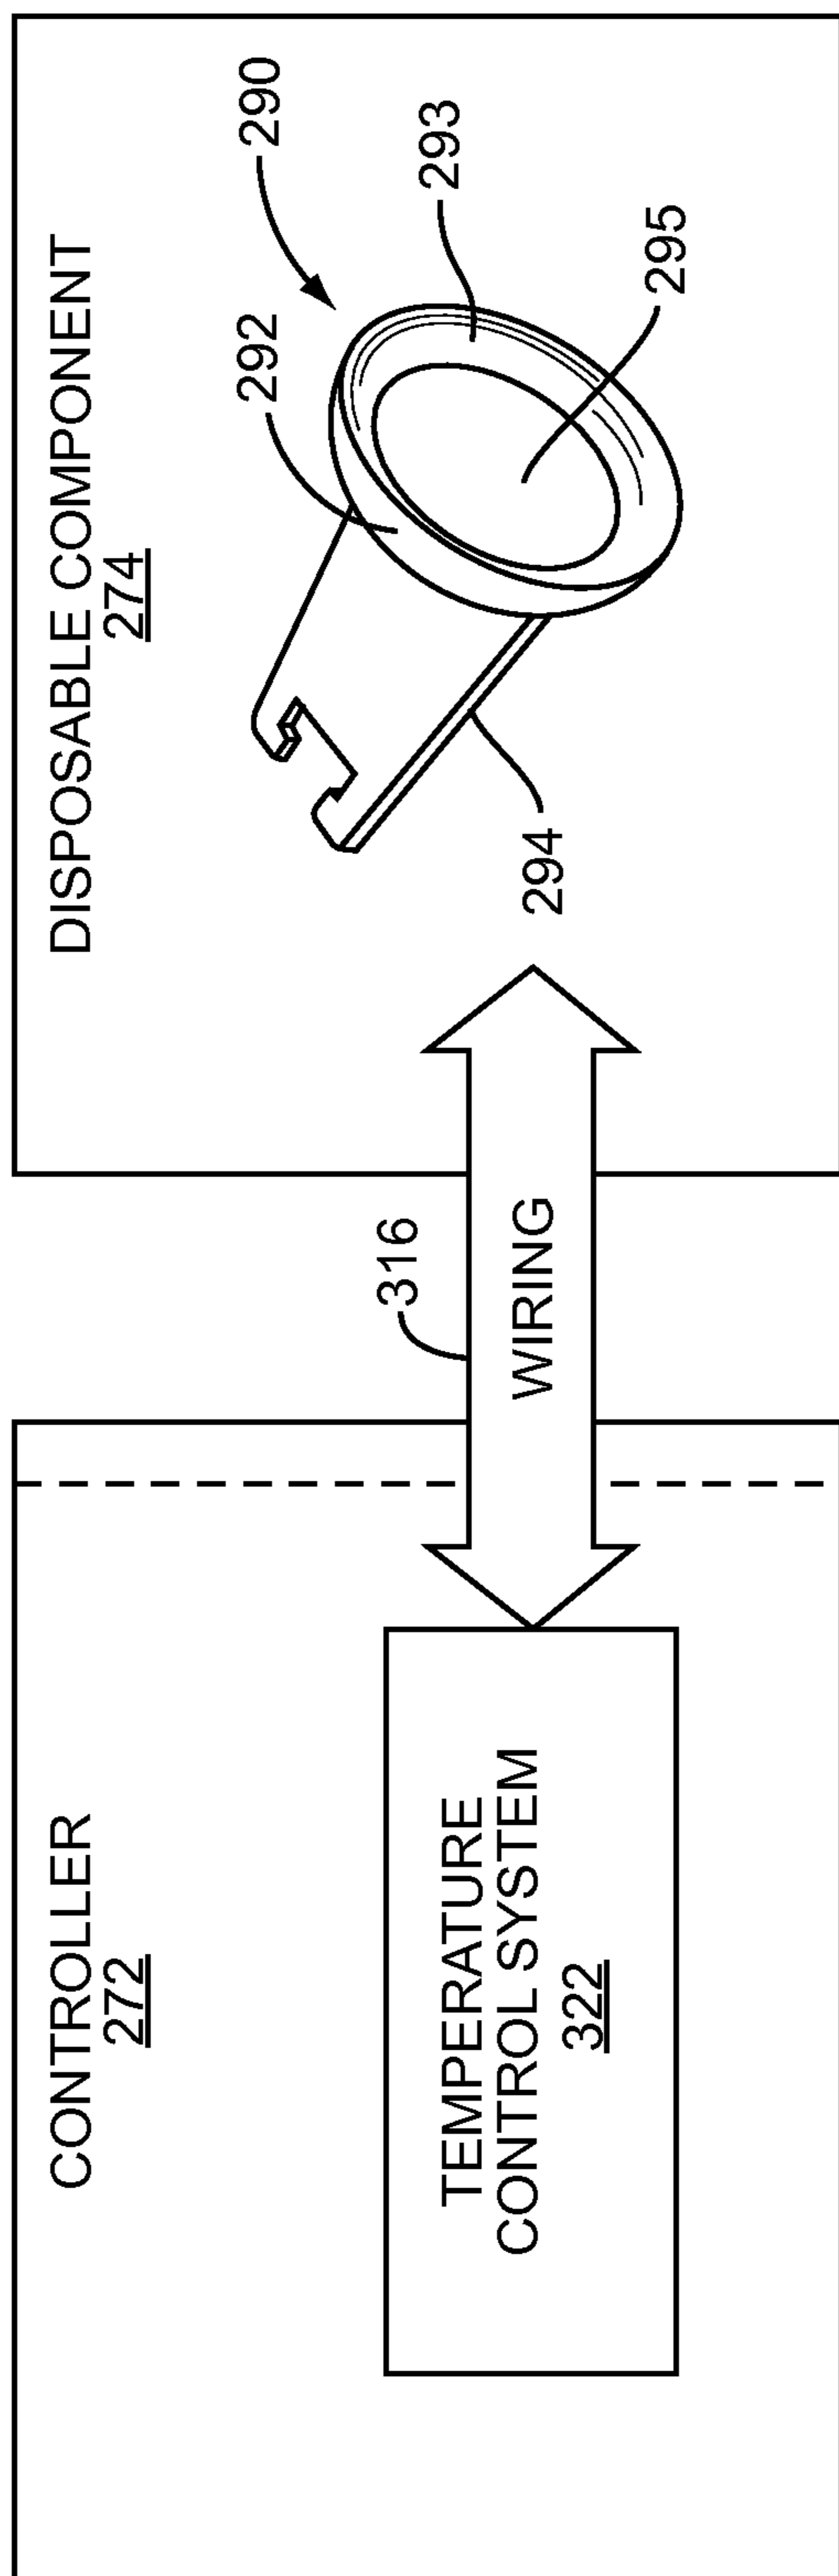 CONTROLLER
272
TEMPERATURE
CONTROL SYSTEM
322
316
WIRING
DISPOSABLE COMPONENT
274
290
292
293
295
294